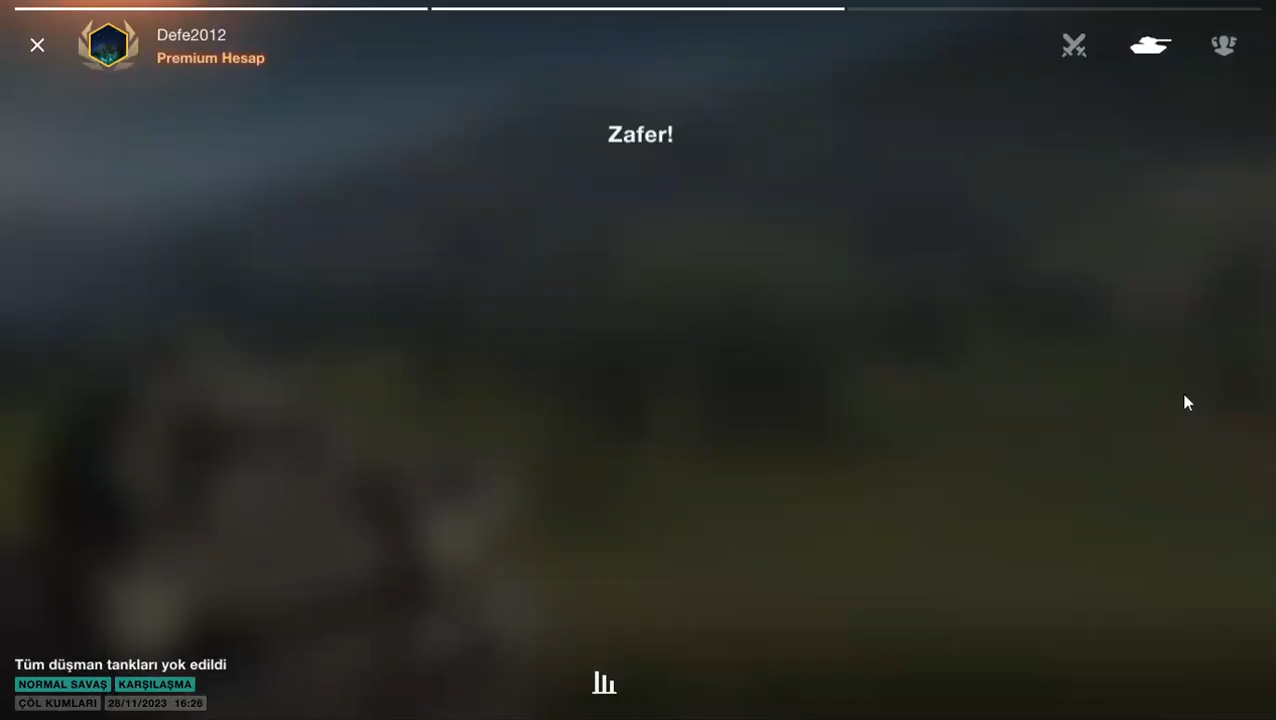 Defe2012
Premium Hesap
Zafer!
Tüm düşman tankları yok edildi
NORMAL SAVAŞ KARŞILAŞMA
ÇÖL KUMLARI 28/11/2023 16:26